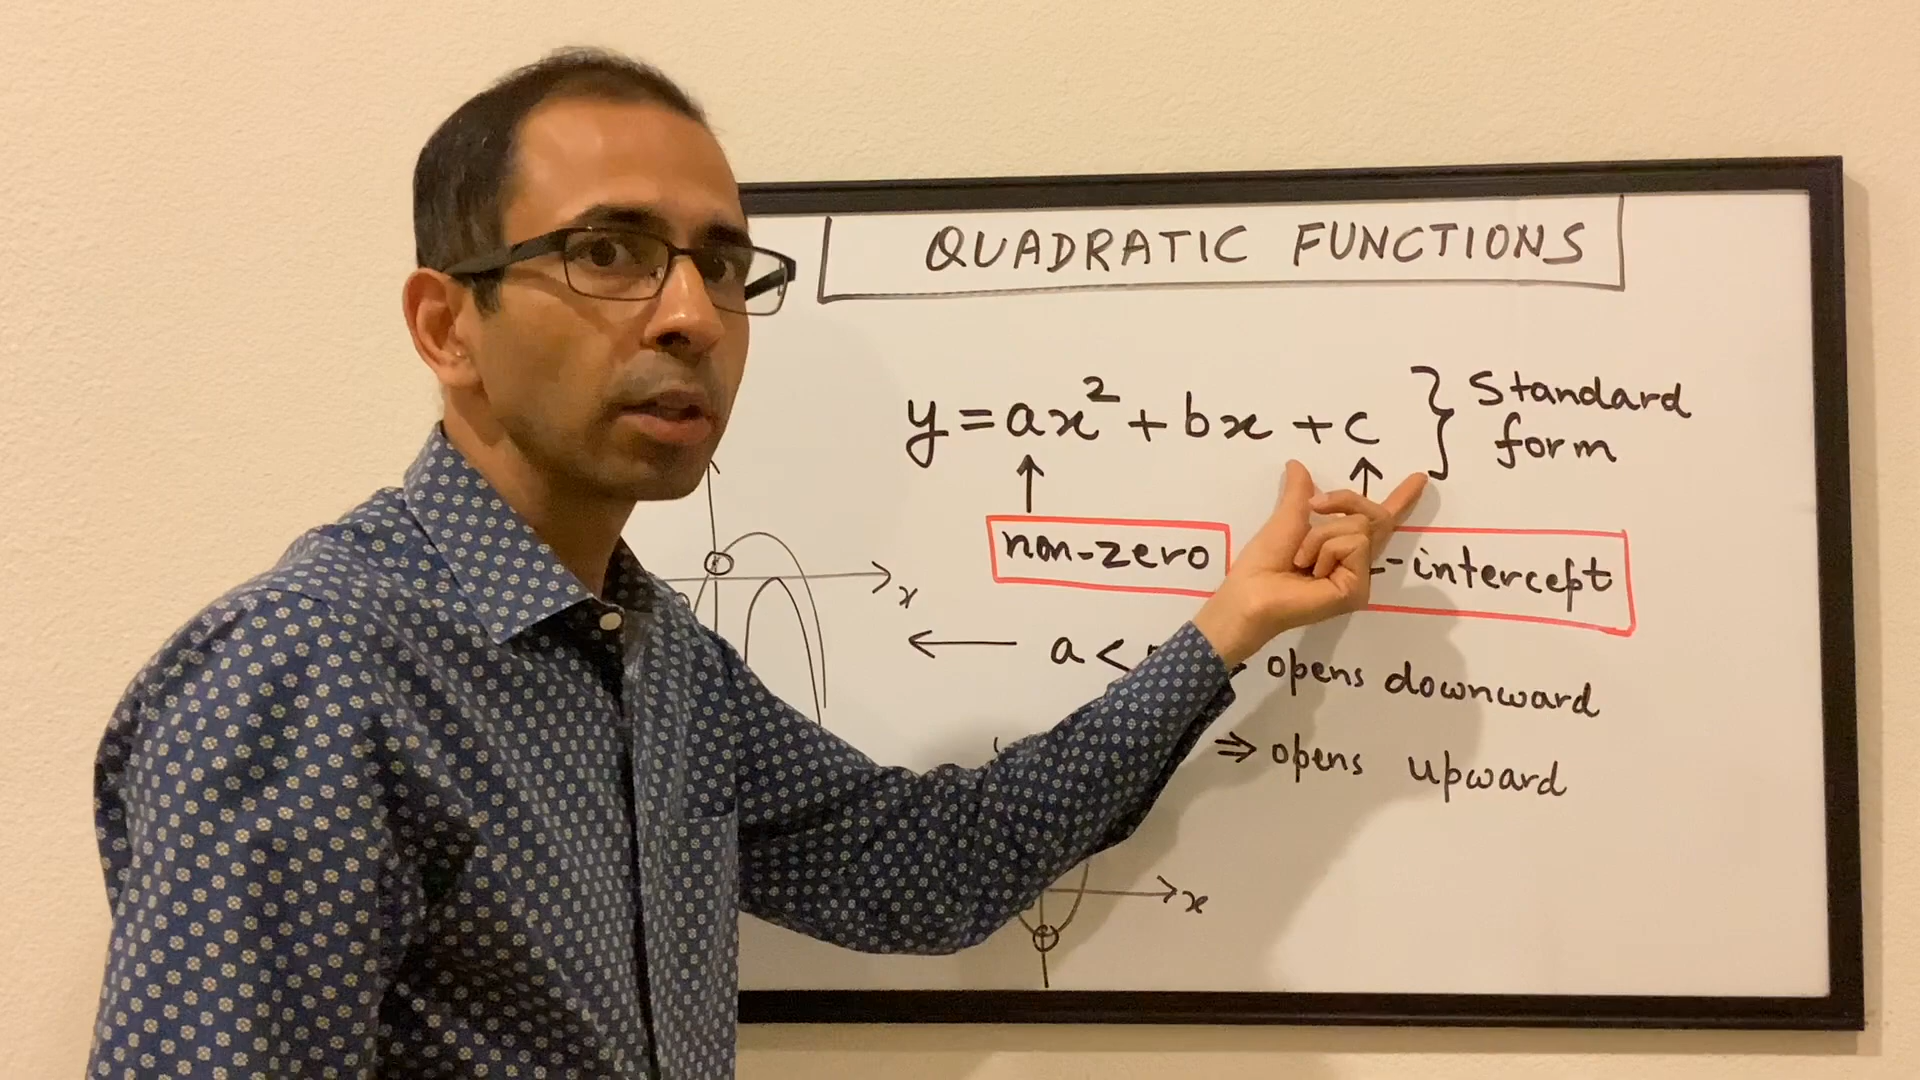 QUADRATIC FUNCTIONS
y = ax² + bx + c } Standard form
non-zero
-intercept
x
← a < ⇒ opens downward
⇒ opens upward
x